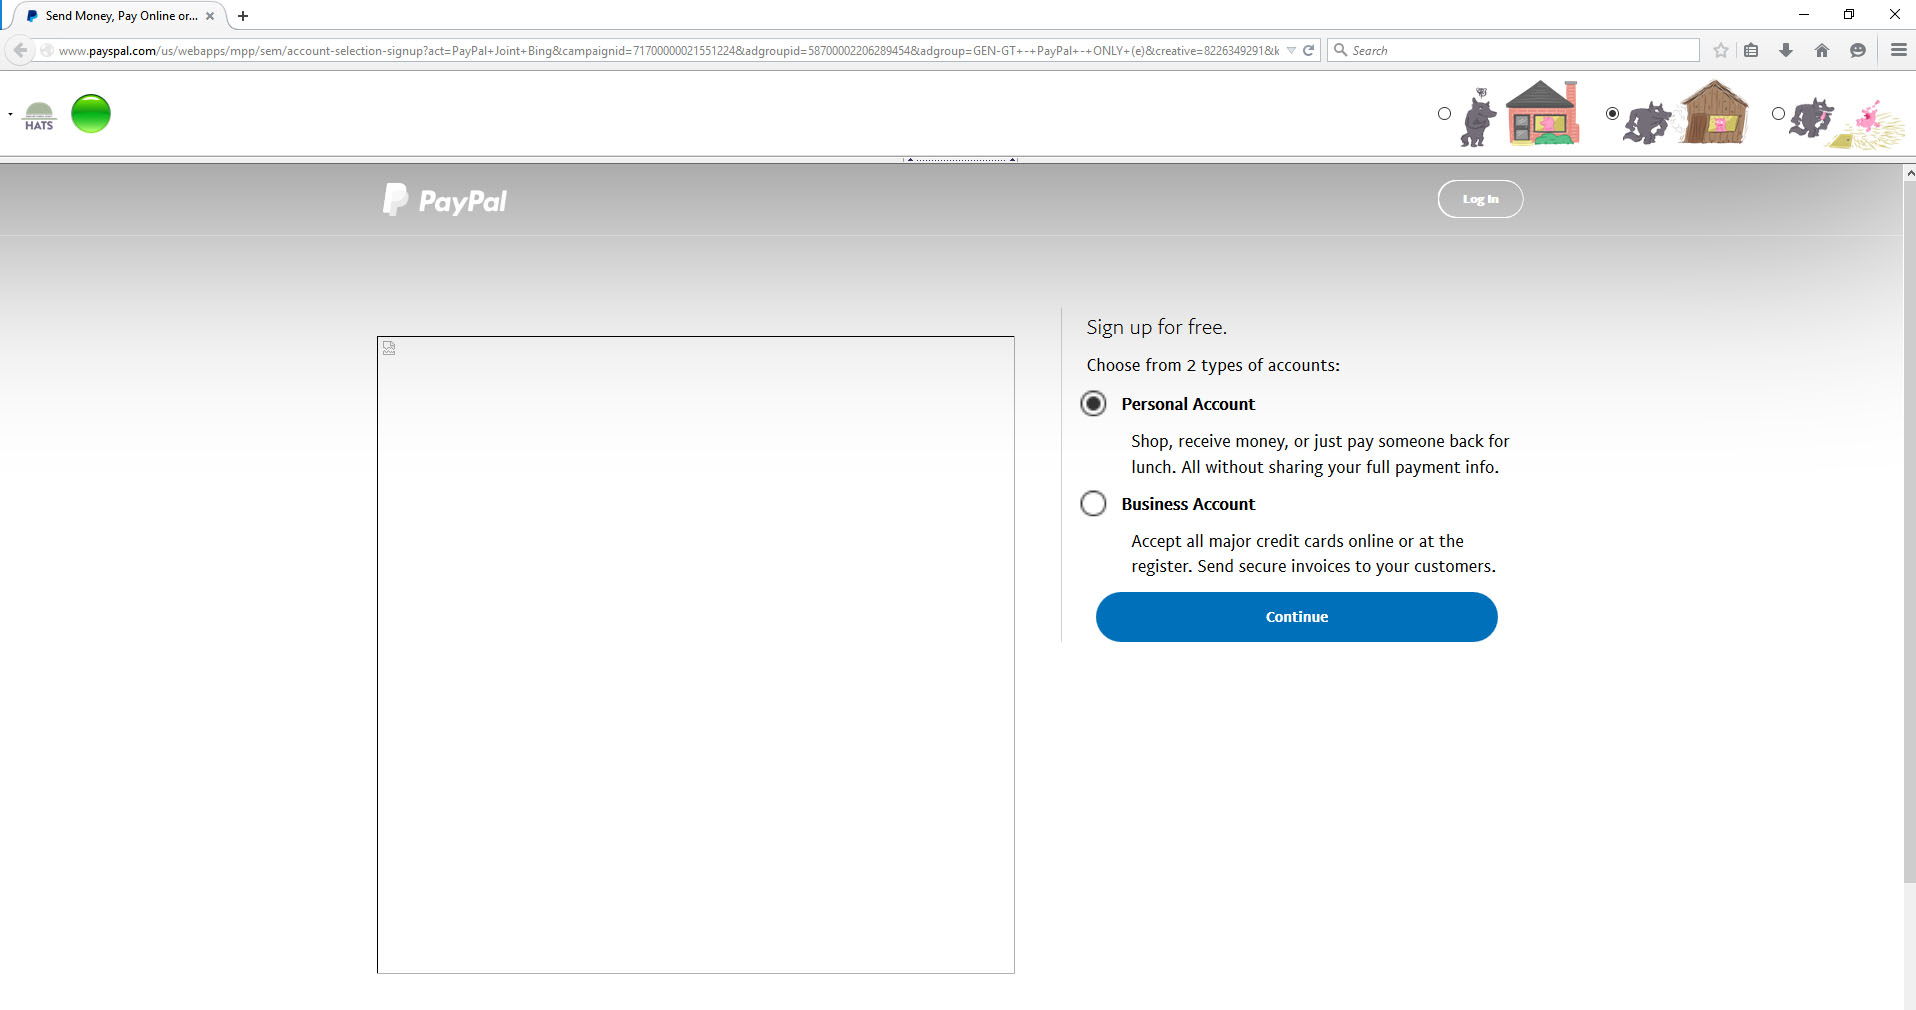 Send Money, Pay Online or...
www.payspal.com/us/webapps/mpp/sem/account-selection-signup?act=PayPal+Joint+Bing&campaignid=71700000021551224&adgroupid=58700002206289454&adgroup=GEN-GT+-+PayPal+-+ONLY+(e)&creative=8226349291&k
Search
HATS
PayPal
Log In
Sign up for free.
Choose from 2 types of accounts:
Personal Account
Shop, receive money, or just pay someone back for
lunch. All without sharing your full payment info.
Business Account
Accept all major credit cards online or at the
register. Send secure invoices to your customers.
Continue